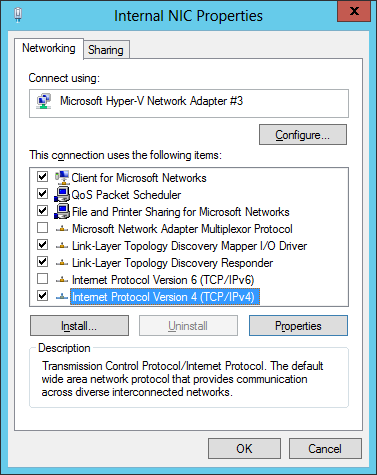 Internal NIC Properties
x
Networking
Sharing
Connect using:
Microsoft Hyper-V Network Adapter #3
Configure...
This connection uses the following items:
Client for Microsoft Networks
QoS Packet Scheduler
File and Printer Sharing for Microsoft Networks
Microsoft Network Adapter Multiplexor Protocol
Link-Layer Topology Discovery Mapper I/O Driver
Link-Layer Topology Discovery Responder
Internet Protocol Version 6 (TCP/IPv6)
Internet Protocol Version 4 (TCP/IPv4)
Install...
Uninstall
Properties
Description
Transmission Control Protocol/Internet Protocol. The default
wide area network protocol that provides communication
across diverse interconnected networks.
OK
Cancel